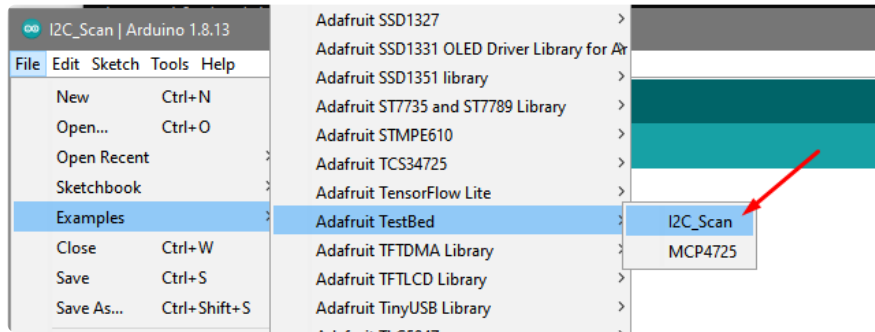 I2C_Scan | Arduino 1.8.13
File Edit Sketch Tools Help
New Ctrl+N
Open... Ctrl+O
Open Recent
Sketchbook
Examples
Close Ctrl+W
Save Ctrl+S
Save As... Ctrl+Shift+S
Adafruit SSD1327
Adafruit SSD1331 OLED Driver Library for Ar
Adafruit SSD1351 library
Adafruit ST7735 and ST7789 Library
Adafruit STMPE610
Adafruit TCS34725
Adafruit TensorFlow Lite
Adafruit TestBed
Adafruit TFTDMA Library
Adafruit TFTLCD Library
Adafruit TinyUSB Library
I2C_Scan
MCP4725